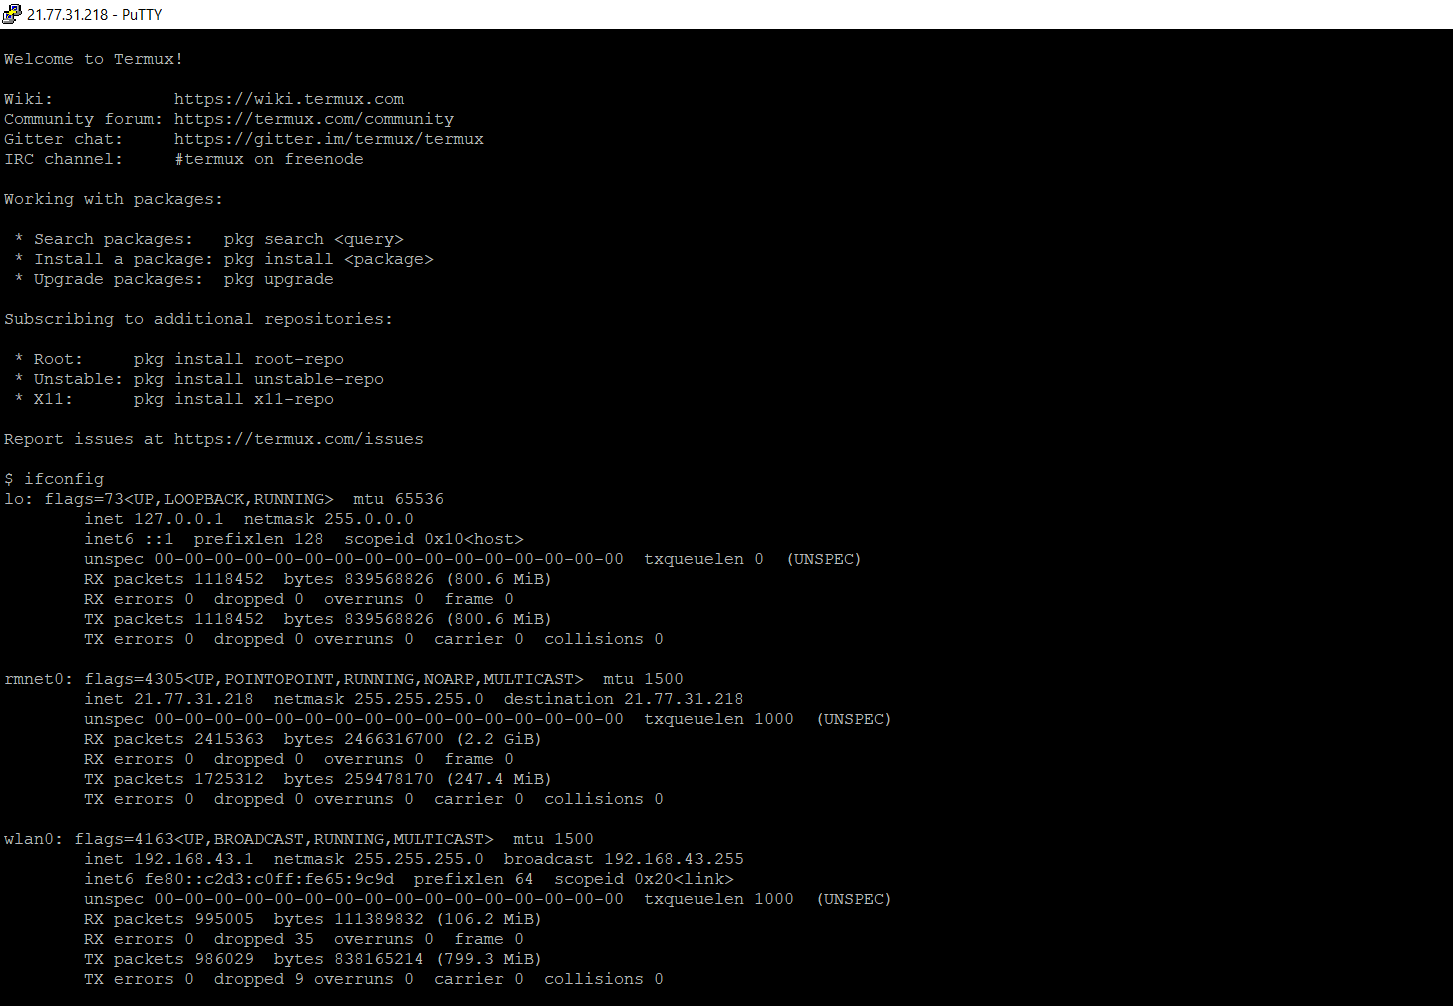 21.77.31.218 - PuTTY
Welcome to Termux!
Wiki:            https://wiki.termux.com
Community forum: https://termux.com/community
Gitter chat:     https://gitter.im/termux/termux
IRC channel:     #termux on freenode
Working with packages:
 * Search packages:   pkg search <query>
 * Install a package: pkg install <package>
 * Upgrade packages:  pkg upgrade
Subscribing to additional repositories:
 * Root:     pkg install root-repo
 * Unstable: pkg install unstable-repo
 * X11:      pkg install x11-repo
Report issues at https://termux.com/issues
$ ifconfig
lo: flags=73<UP,LOOPBACK,RUNNING>  mtu 65536
        inet 127.0.0.1  netmask 255.0.0.0
        inet6 ::1  prefixlen 128  scopeid 0x10<host>
        unspec 00-00-00-00-00-00-00-00-00-00-00-00-00-00-00-00  txqueuelen 0  (UNSPEC)
        RX packets 1118452  bytes 839568826 (800.6 MiB)
        RX errors 0  dropped 0  overruns 0  frame 0
        TX packets 1118452  bytes 839568826 (800.6 MiB)
        TX errors 0  dropped 0 overruns 0  carrier 0  collisions 0
rmnet0: flags=4305<UP,POINTOPOINT,RUNNING,NOARP,MULTICAST>  mtu 1500
        inet 21.77.31.218  netmask 255.255.255.0  destination 21.77.31.218
        unspec 00-00-00-00-00-00-00-00-00-00-00-00-00-00-00-00  txqueuelen 1000  (UNSPEC)
        RX packets 2415363  bytes 2466316700 (2.2 GiB)
        RX errors 0  dropped 0  overruns 0  frame 0
        TX packets 1725312  bytes 259478170 (247.4 MiB)
        TX errors 0  dropped 0 overruns 0  carrier 0  collisions 0
wlan0: flags=4163<UP,BROADCAST,RUNNING,MULTICAST>  mtu 1500
        inet 192.168.43.1  netmask 255.255.255.0  broadcast 192.168.43.255
        inet6 fe80::c2d3:c0ff:fe65:9c9d  prefixlen 64  scopeid 0x20<link>
        unspec 00-00-00-00-00-00-00-00-00-00-00-00-00-00-00-00  txqueuelen 1000  (UNSPEC)
        RX packets 995005  bytes 111389832 (106.2 MiB)
        RX errors 0  dropped 35  overruns 0  frame 0
        TX packets 986029  bytes 838165214 (799.3 MiB)
        TX errors 0  dropped 9 overruns 0  carrier 0  collisions 0